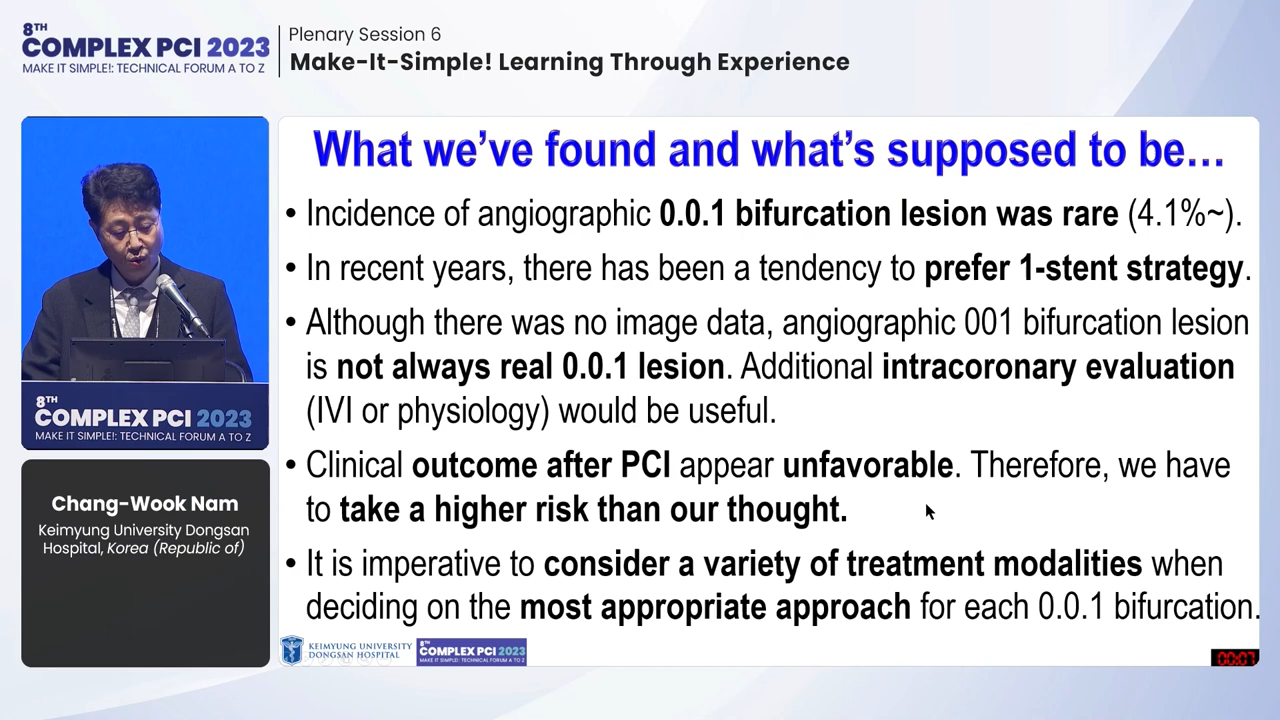 8TH
COMPLEX PCI 2023
MAKE IT SIMPLE!: TECHNICAL FORUM A TO Z
Plenary Session 6
Make-It-Simple! Learning Through Experience
8TH
COMPLEX PCI 2023
MAKE IT SIMPLE!: TECHNICAL FORUM A TO Z
Chang-Wook Nam
Keimyung University Dongsan
Hospital, Korea (Republic of)
What we've found and what's supposed to be...
• Incidence of angiographic 0.0.1 bifurcation lesion was rare (4.1%~).
• In recent years, there has been a tendency to prefer 1-stent strategy.
• Although there was no image data, angiographic 001 bifurcation lesion
is not always real 0.0.1 lesion. Additional intracoronary evaluation
(IVI or physiology) would be useful.
• Clinical outcome after PCI appear unfavorable. Therefore, we have
to take a higher risk than our thought.
• It is imperative to consider a variety of treatment modalities when
deciding on the most appropriate approach for each 0.0.1 bifurcation.
KEIMYUNG UNIVERSITY
DONGSAN HOSPITAL
8TH
COMPLEX PCI 2023
MAKE IT SIMPLE!: TECHNICAL FORUM A TO Z
00:07